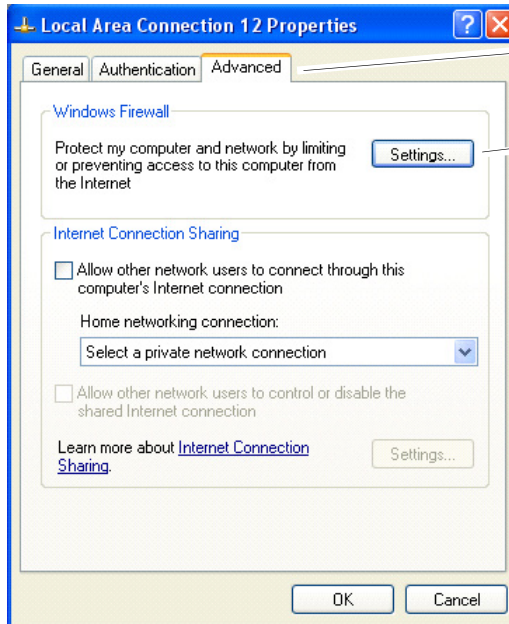 Local Area Connection 12 Properties
General Authentication Advanced
Windows Firewall
Protect my computer and network by limiting
or preventing access to this computer from
the Internet
Settings...
Internet Connection Sharing
Allow other network users to connect through this
computer's Internet connection
Home networking connection:
Select a private network connection
Allow other network users to control or disable the
shared Internet connection
Learn more about Internet Connection
Sharing.
Settings...
OK Cancel